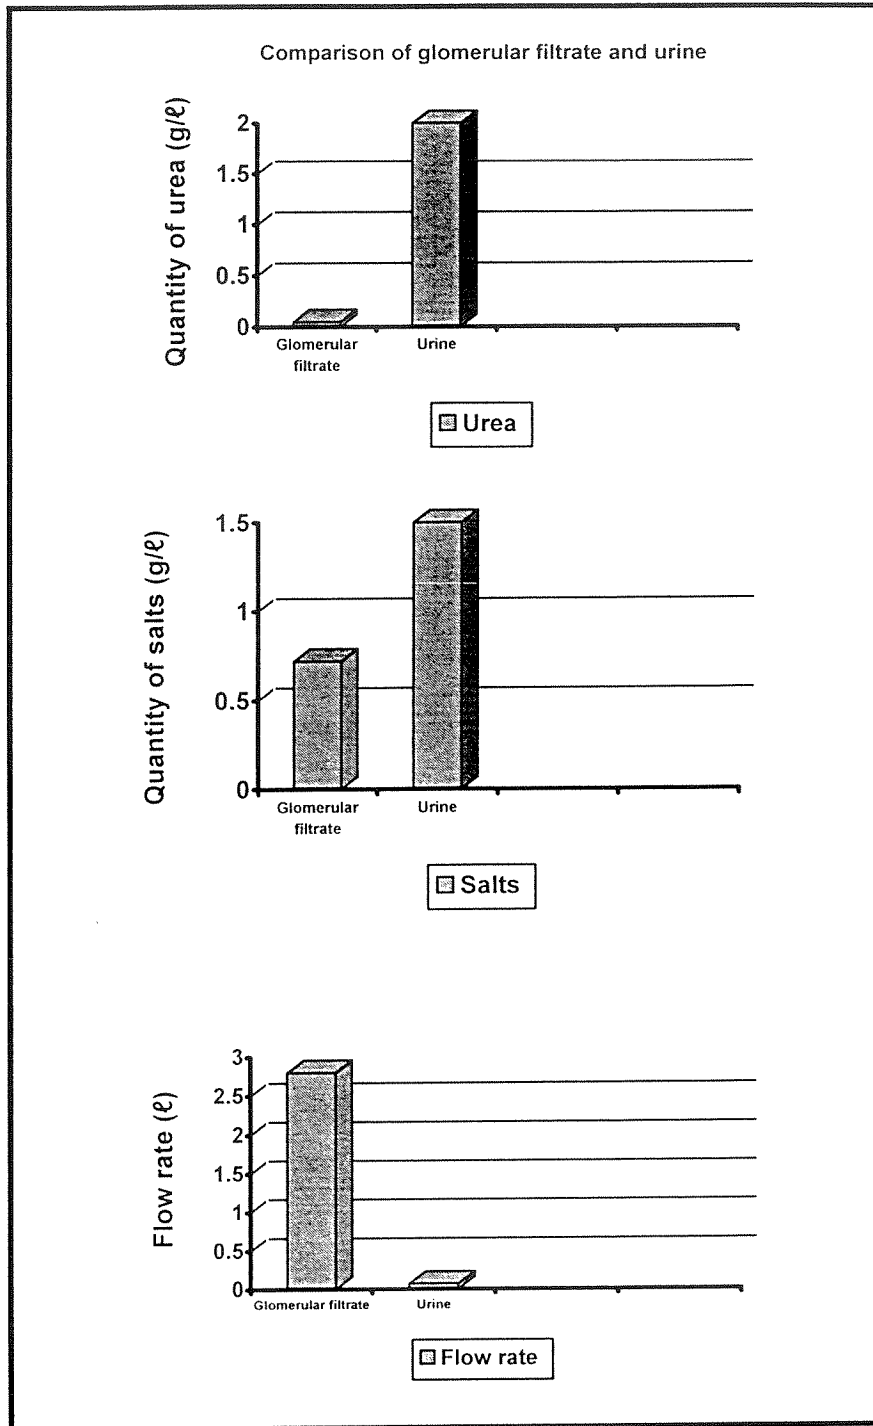 Comparison of glomerular filtrate and urine
Quantity of urea (g/ℓ)
2
1.5
1
0.5
0
Glomerular
filtrate
Urine
Urea
Quantity of salts (g/ℓ)
1.5
1
0.5
0
Glomerular
filtrate
Urine
Salts
Flow rate (ℓ)
3
2.5
2
1.5
1
0.5
0
Glomerular filtrate
Urine
Flow rate